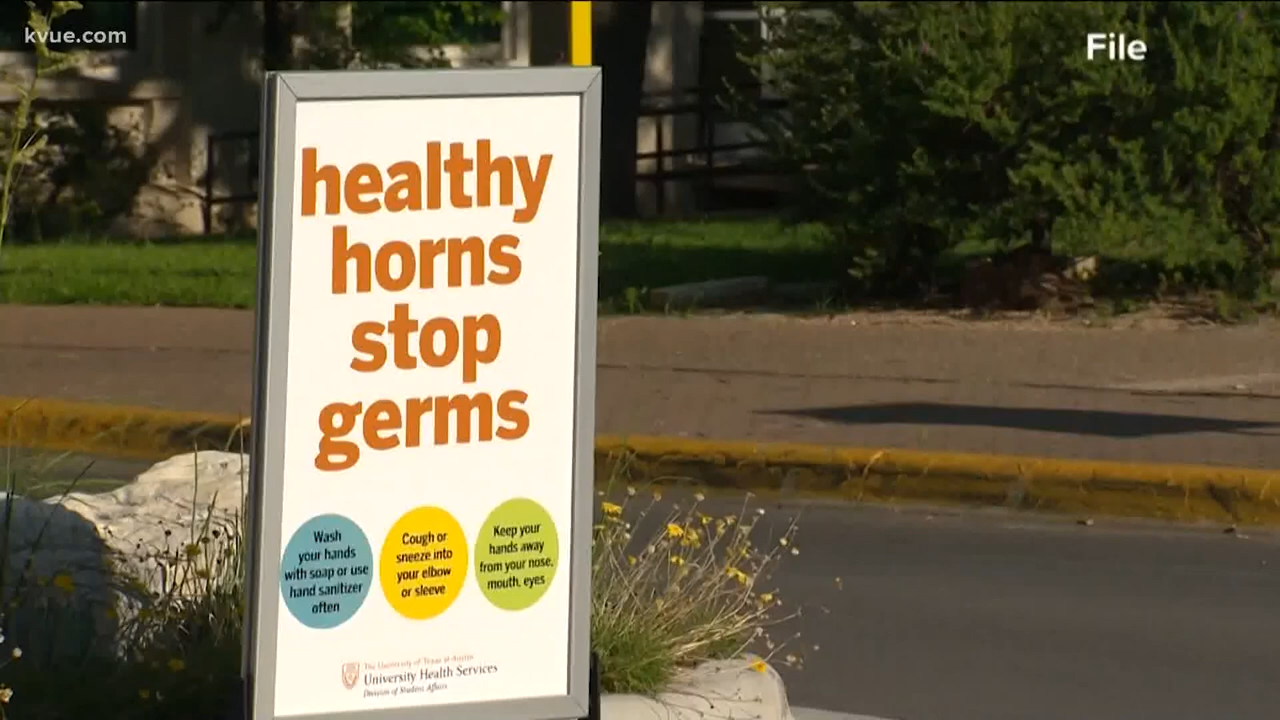 kvue.com
File
healthy
horns
stop
germs
Wash
your hands
with soap or use
hand sanitizer
often
Cough or
sneeze into
your elbow
or sleeve
Keep your
hands away
from your nose,
mouth, eyes
The University of Texas at Austin
University Health Services
Division of Student Affairs